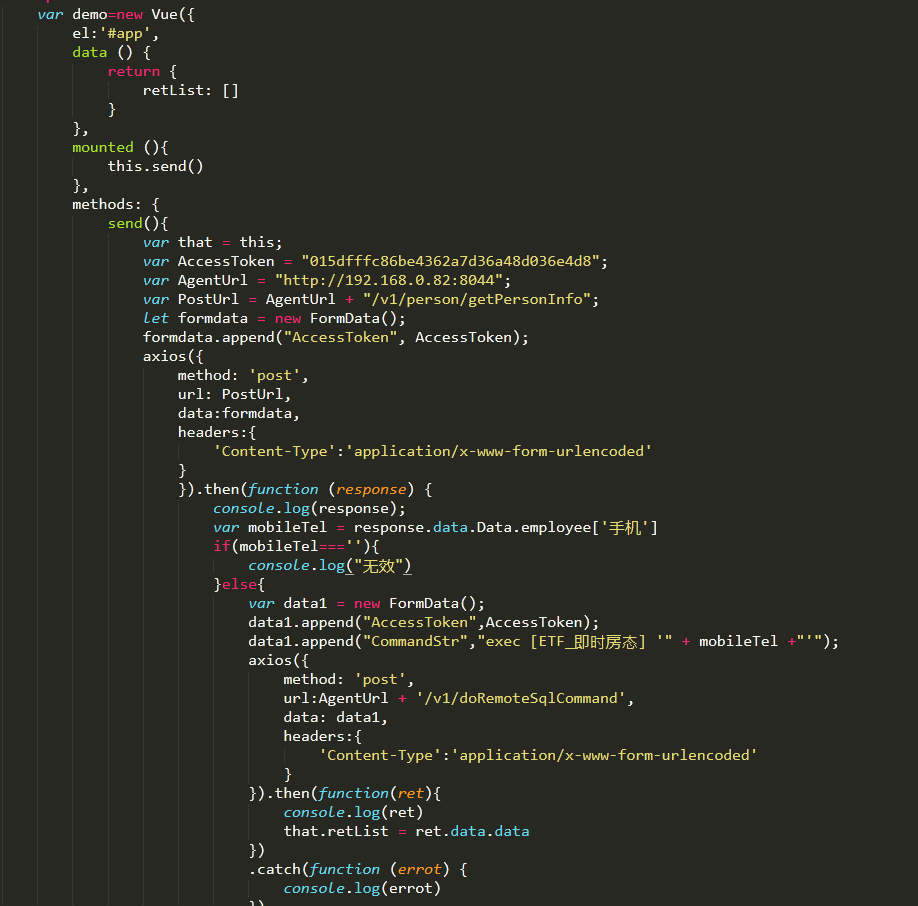 var demo=new Vue({
el:'#app',
data () {
return {
retList: []
}
},
mounted (){
this.send()
},
methods: {
send(){
var that = this;
var AccessToken = "015dfffc86be4362a7d36a48d036e4d8";
var AgentUrl = "http://192.168.0.82:8044";
var PostUrl = AgentUrl + "/v1/person/getPersonInfo";
let formdata = new FormData();
formdata.append("AccessToken", AccessToken);
axios({
method: 'post',
url: PostUrl,
data:formdata,
headers:{
'Content-Type':'application/x-www-form-urlencoded'
}
}).then(function (response) {
console.log(response);
var mobileTel = response.data.Data.employee['手机']
if(mobileTel===''){
console.log("无效")
}else{
var data1 = new FormData();
data1.append("AccessToken",AccessToken);
data1.append("CommandStr","exec [ETF_即时房态] '" + mobileTel +"'");
axios({
method: 'post',
url:AgentUrl + '/v1/doRemoteSqlCommand',
data: data1,
headers:{
'Content-Type':'application/x-www-form-urlencoded'
}
}).then(function(ret){
console.log(ret)
that.retList = ret.data.data
})
.catch(function (errot) {
console.log(errot)
})